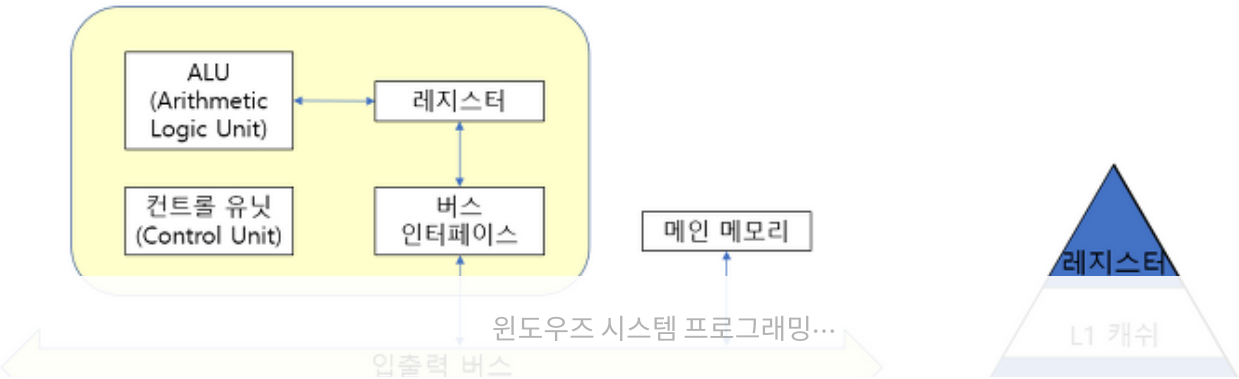 ALU
(Arithmetic
Logic Unit)
레지스터
컨트롤 유닛
(Control Unit)
버스
인터페이스
메인 메모리
레지스터
윈도우즈 시스템 프로그래밍…
L1 캐쉬
입출력 버스